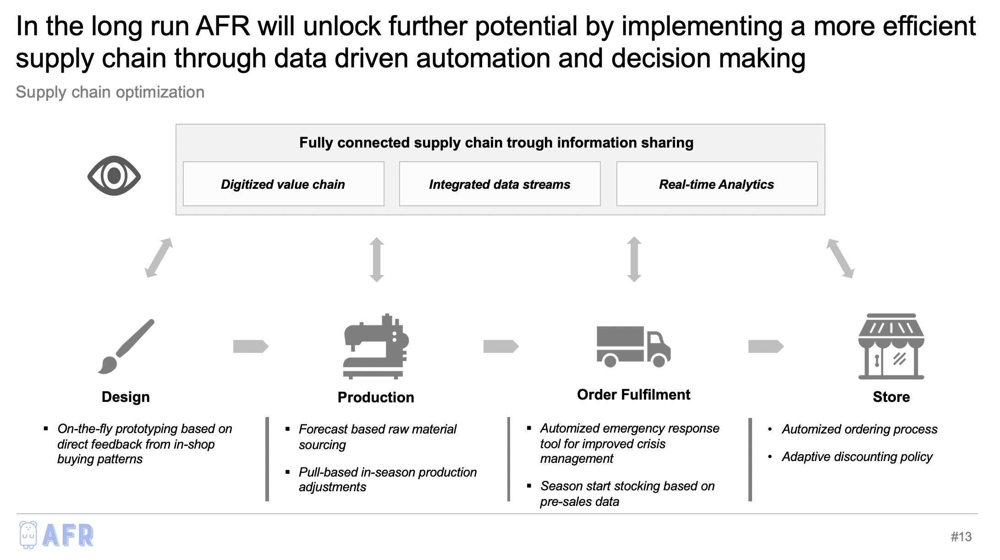 In the long run AFR will unlock further potential by implementing a more efficient
supply chain through data driven automation and decision making
Supply chain optimization
Fully connected supply chain trough information sharing
Digitized value chain
Integrated data streams
Real-time Analytics
Design
Production
Order Fulfilment
Store
▪ On-the-fly prototyping based on
direct feedback from in-shop
buying patterns
▪ Forecast based raw material
sourcing
▪ Pull-based in-season production
adjustments
▪ Automized emergency response
tool for improved crisis
management
▪ Season start stocking based on
pre-sales data
• Automized ordering process
• Adaptive discounting policy
AFR
#13